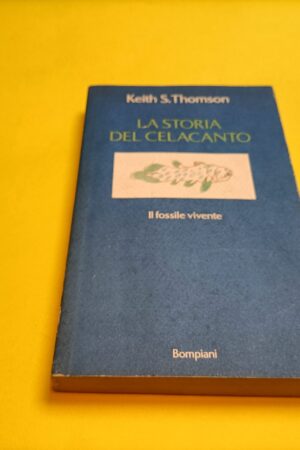 Keith S. Thomson
LA STORIA
DEL CELACANTO
Il fossile vivente
Bompiani